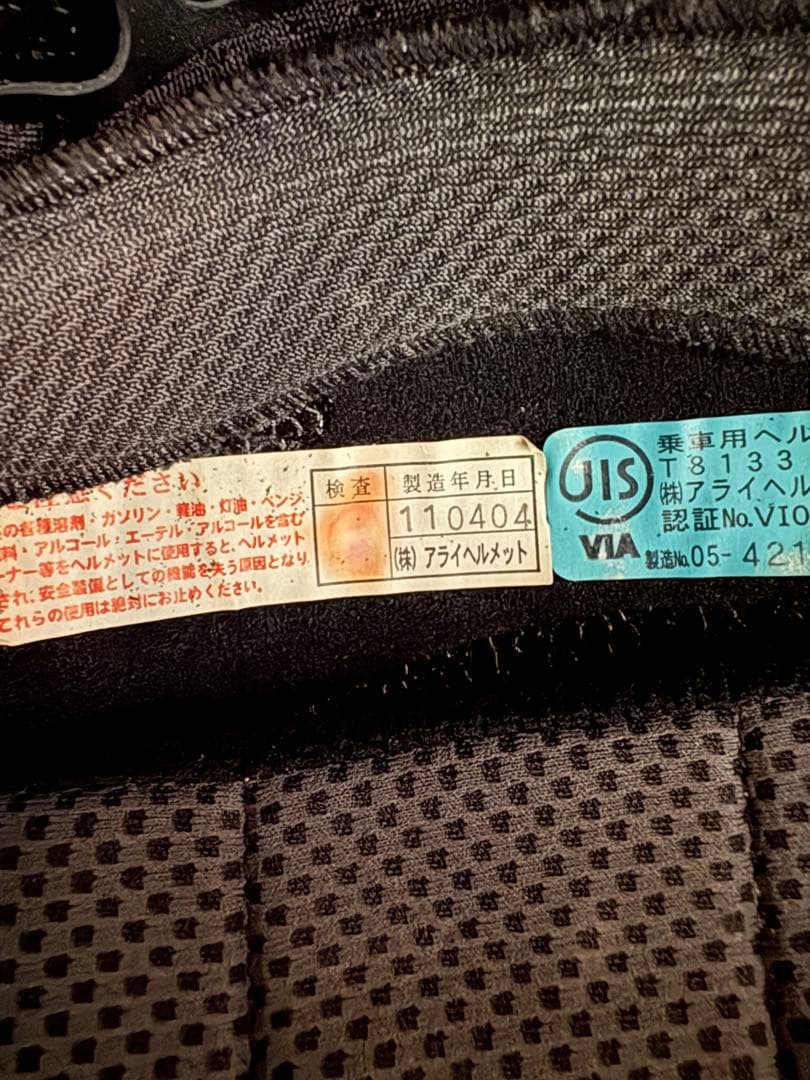 ください
の各種溶剤・ガソリン・軽油・灯油・ベンジ
料・アルコール・エーテル・アルコールを含む
ーナー等をヘルメットに使用すると、ヘルメット
され、安全装備としての機能を失う原因となり
これらの使用は絶対にお止めください。
検査
製造年月日
110404
(株) アライヘルメット
JIS
VIA
乗車用ヘル
T8133
(株)アライヘル
認証No.VIO
製造No.05-421